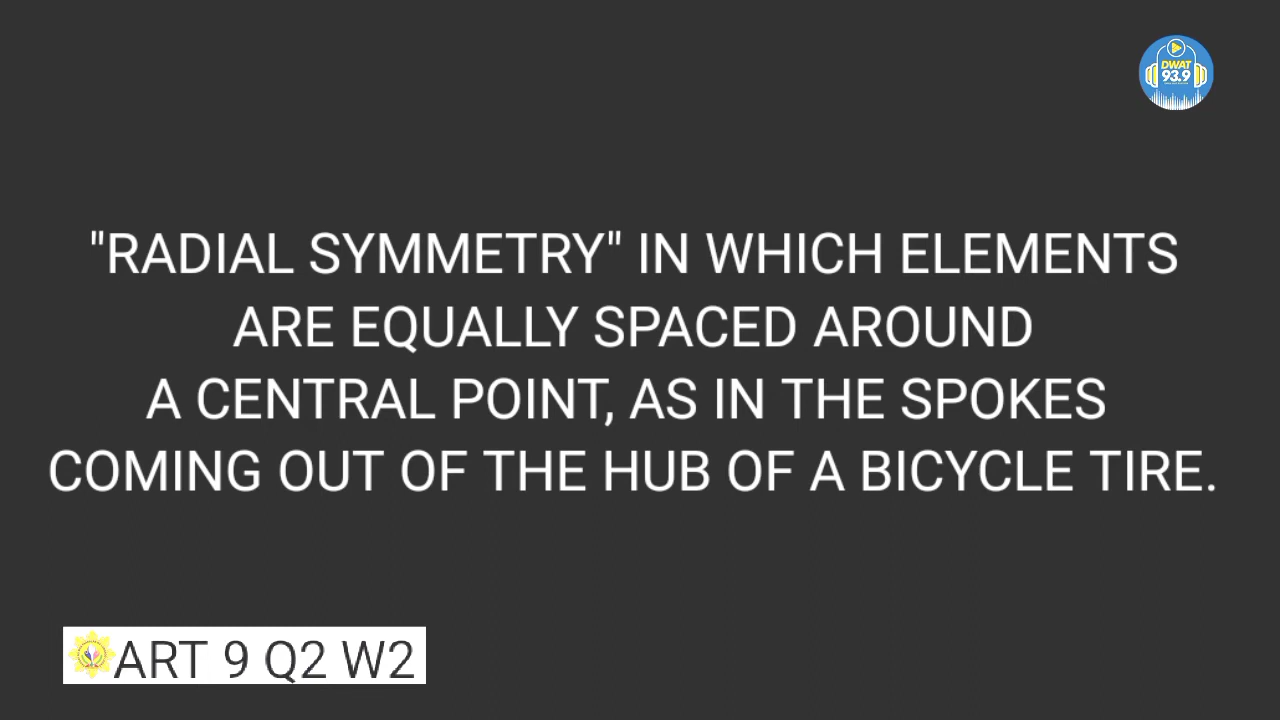 DWAT
93.9
"RADIAL SYMMETRY" IN WHICH ELEMENTS
ARE EQUALLY SPACED AROUND
A CENTRAL POINT, AS IN THE SPOKES
COMING OUT OF THE HUB OF A BICYCLE TIRE.
ART 9 Q2 W2